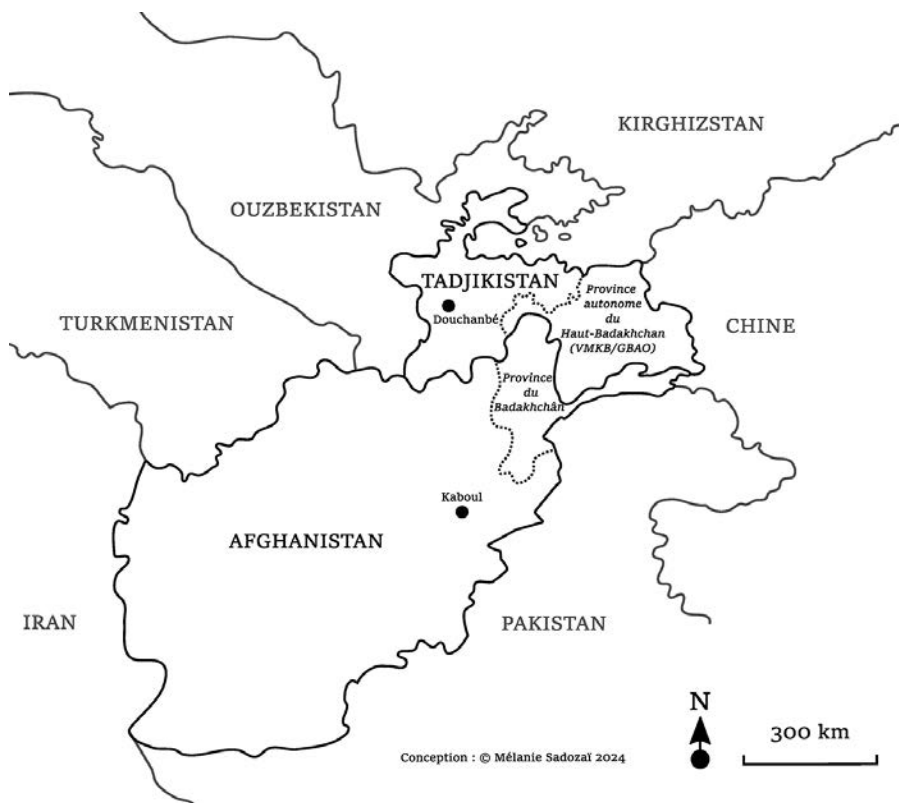 KIRGHIZSTAN
OUZBEKISTAN
TADJIKISTAN
Douchanbé
Province
autonome
du
Haut-Badakhchan
(VMKB/GBAO)
TURKMENISTAN
CHINE
Province
du
Badakhchân
Kaboul
AFGHANISTAN
IRAN
PAKISTAN
N
300 km
Conception : © Mélanie Sadozaï 2024